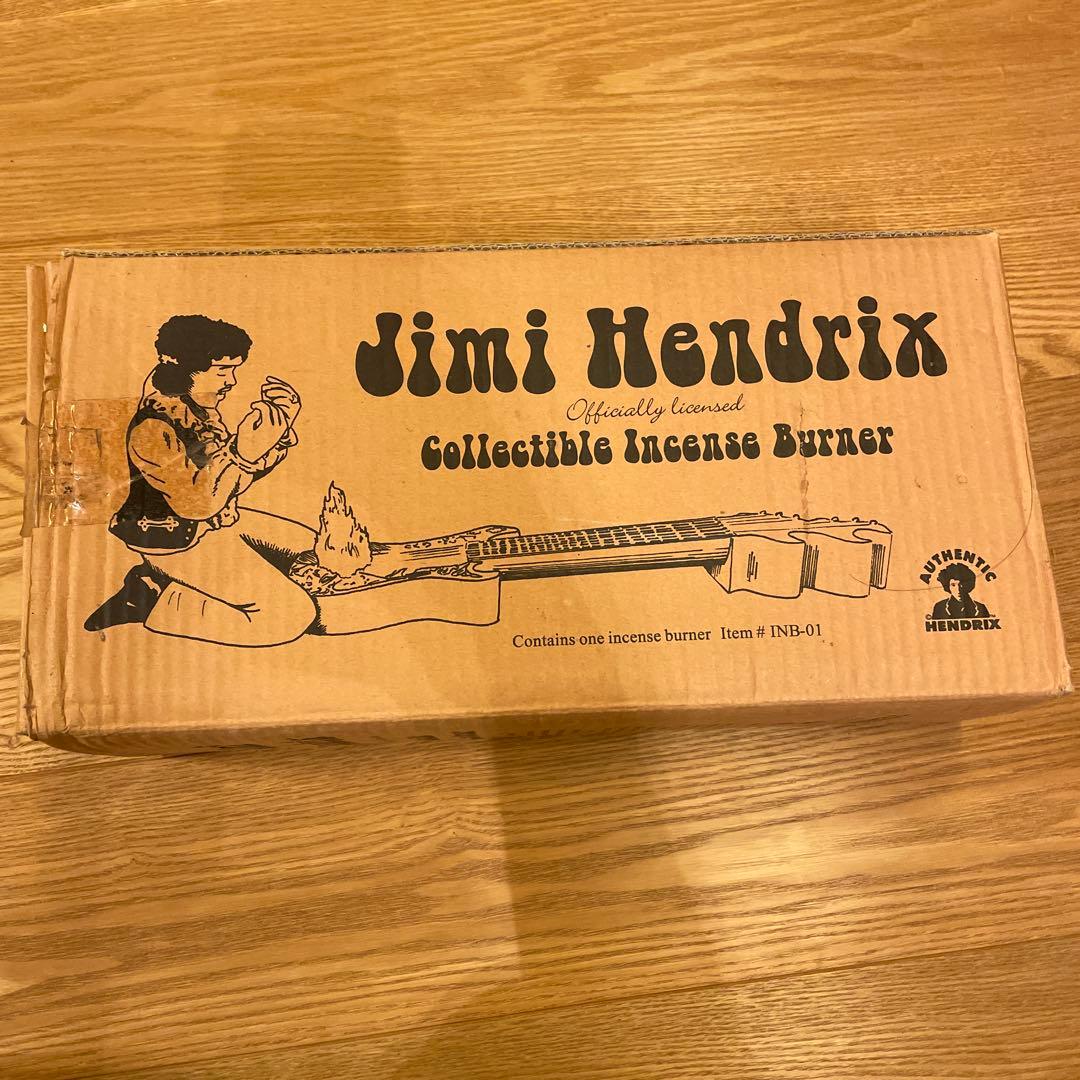 Jimi Hendrix
Officially licensed
Collectible Incense Burner
Contains one incense burner Item # INB-01
AUTHENTIC
© HENDRIX